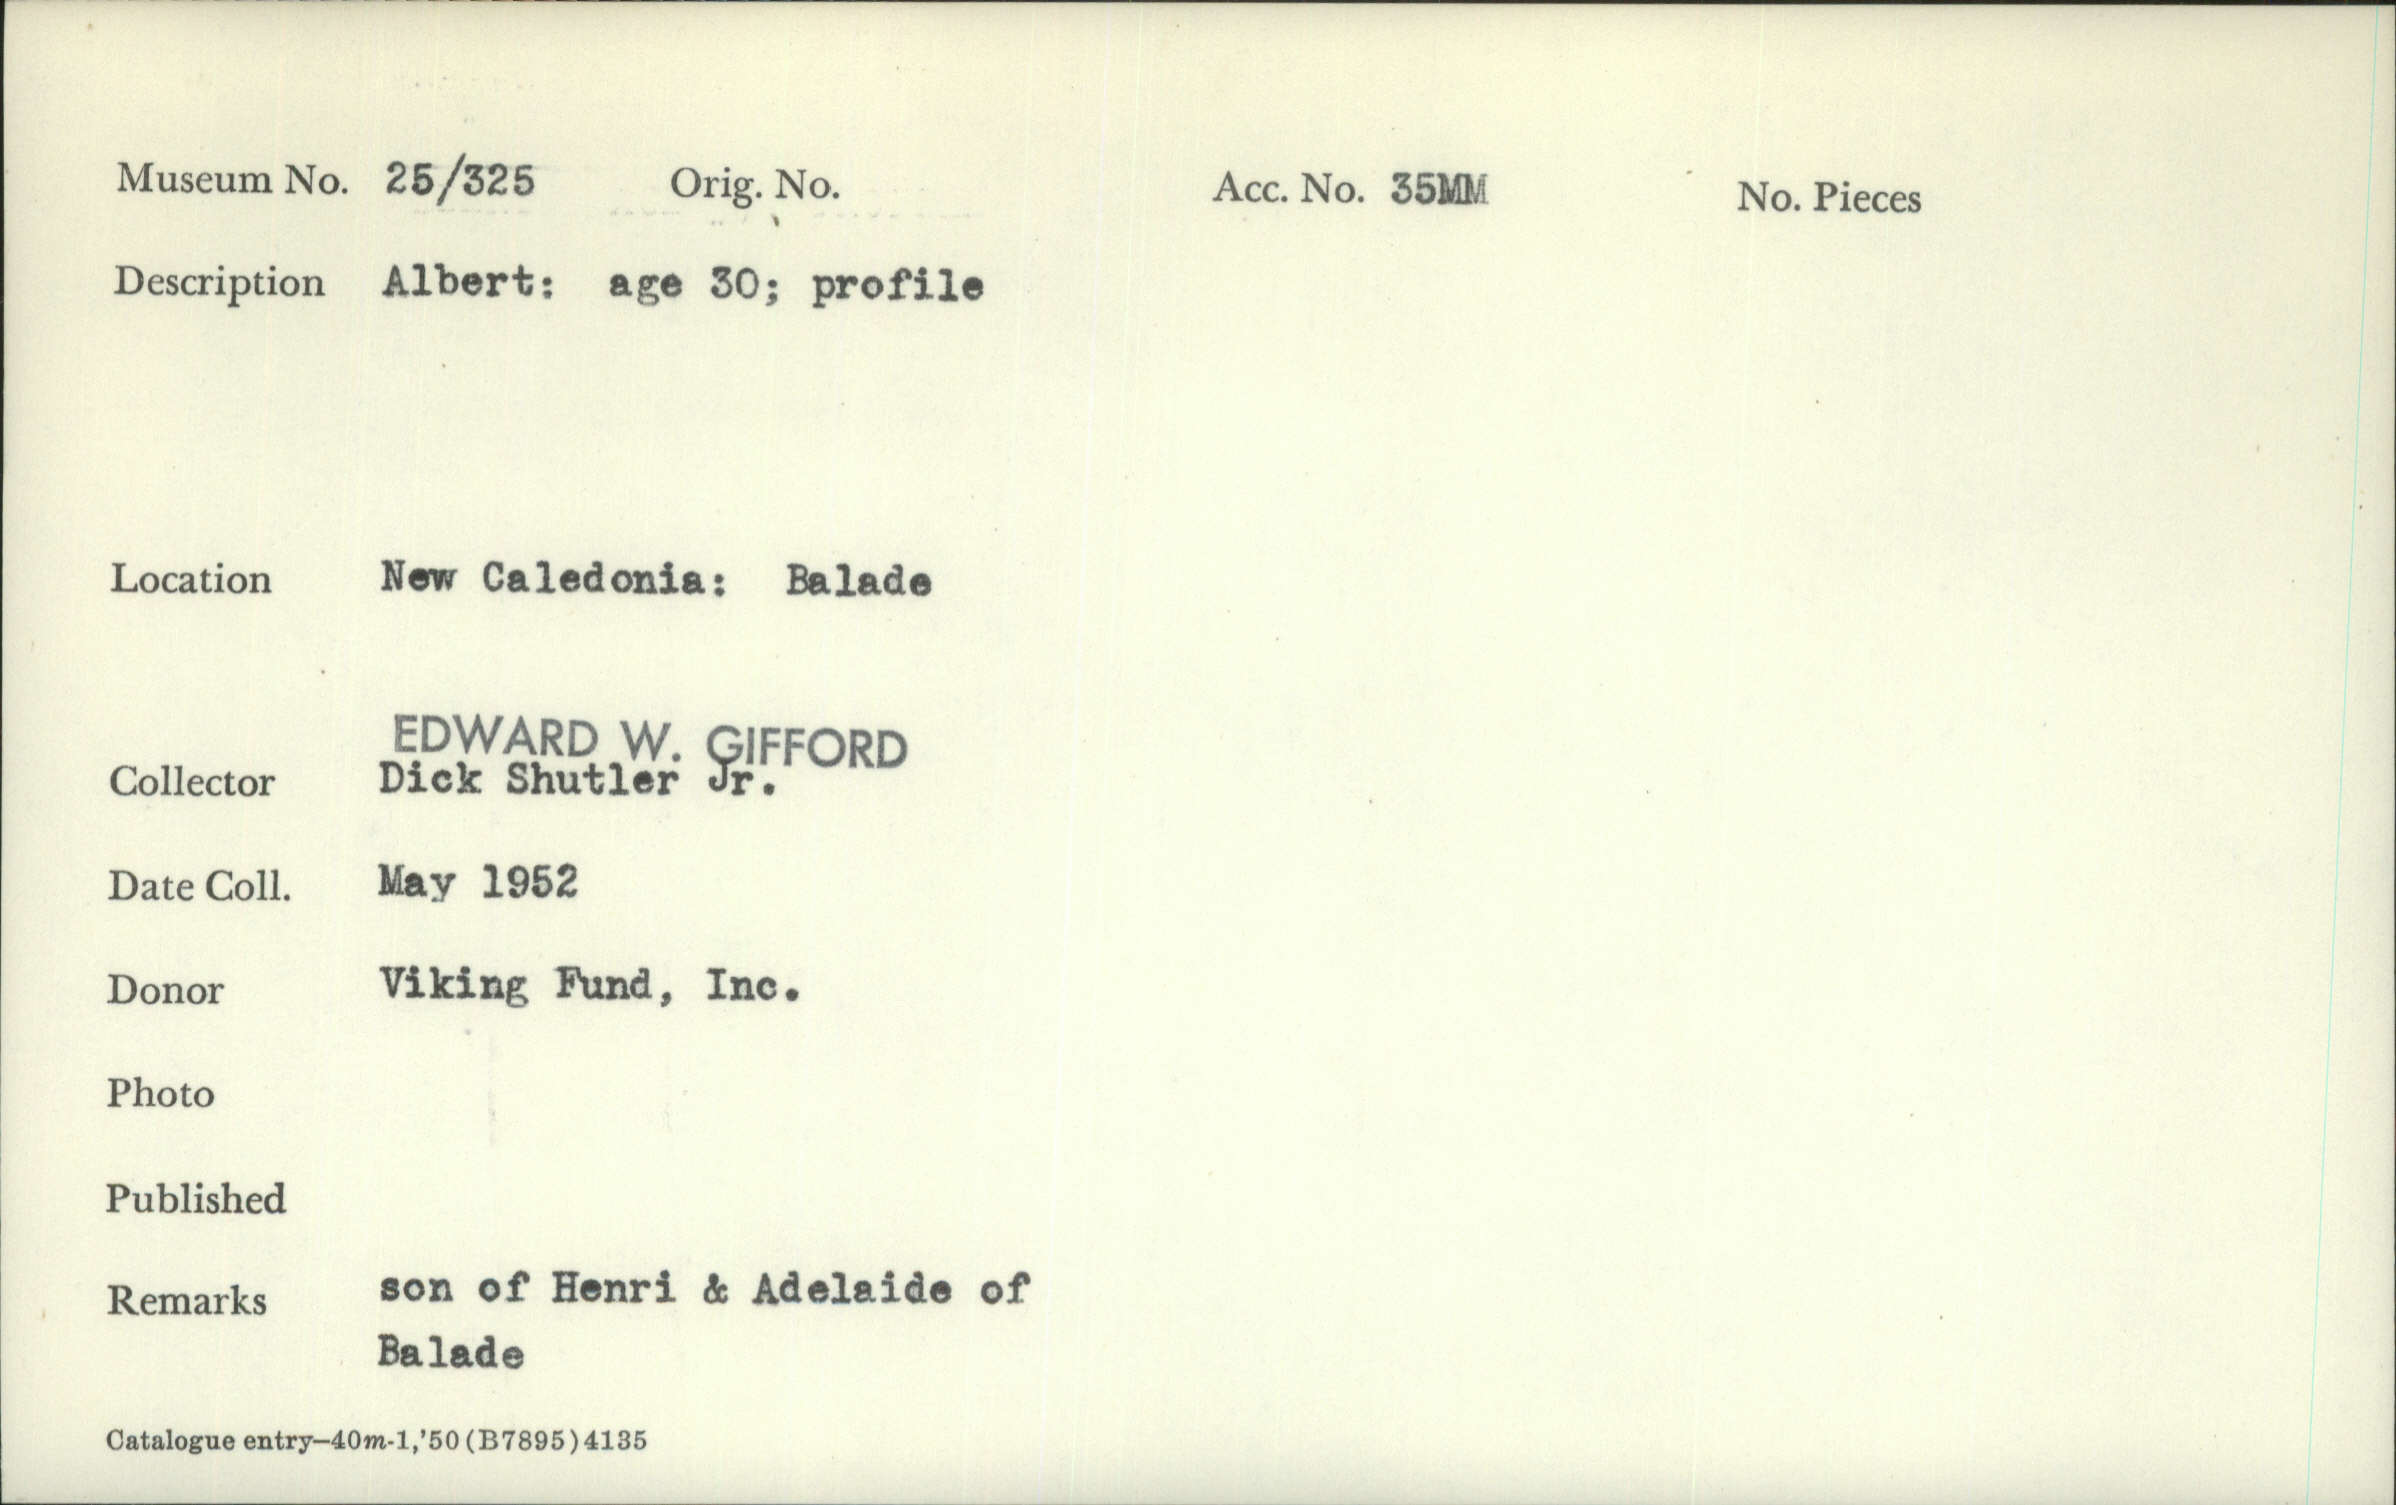 Museum No. 25/325 Orig. No. Acc. No. 35MM No. Pieces
Description Albert: age 30; profile
Location New Caledonia: Balade
EDWARD W. GIFFORD
Collector Dick Shutler Jr.
Date Coll. May 1952
Donor Viking Fund, Inc.
Photo
Published
Remarks son of Henri & Adelaide of
Balade
Catalogue entry—40m-1,'50(B7895)4135